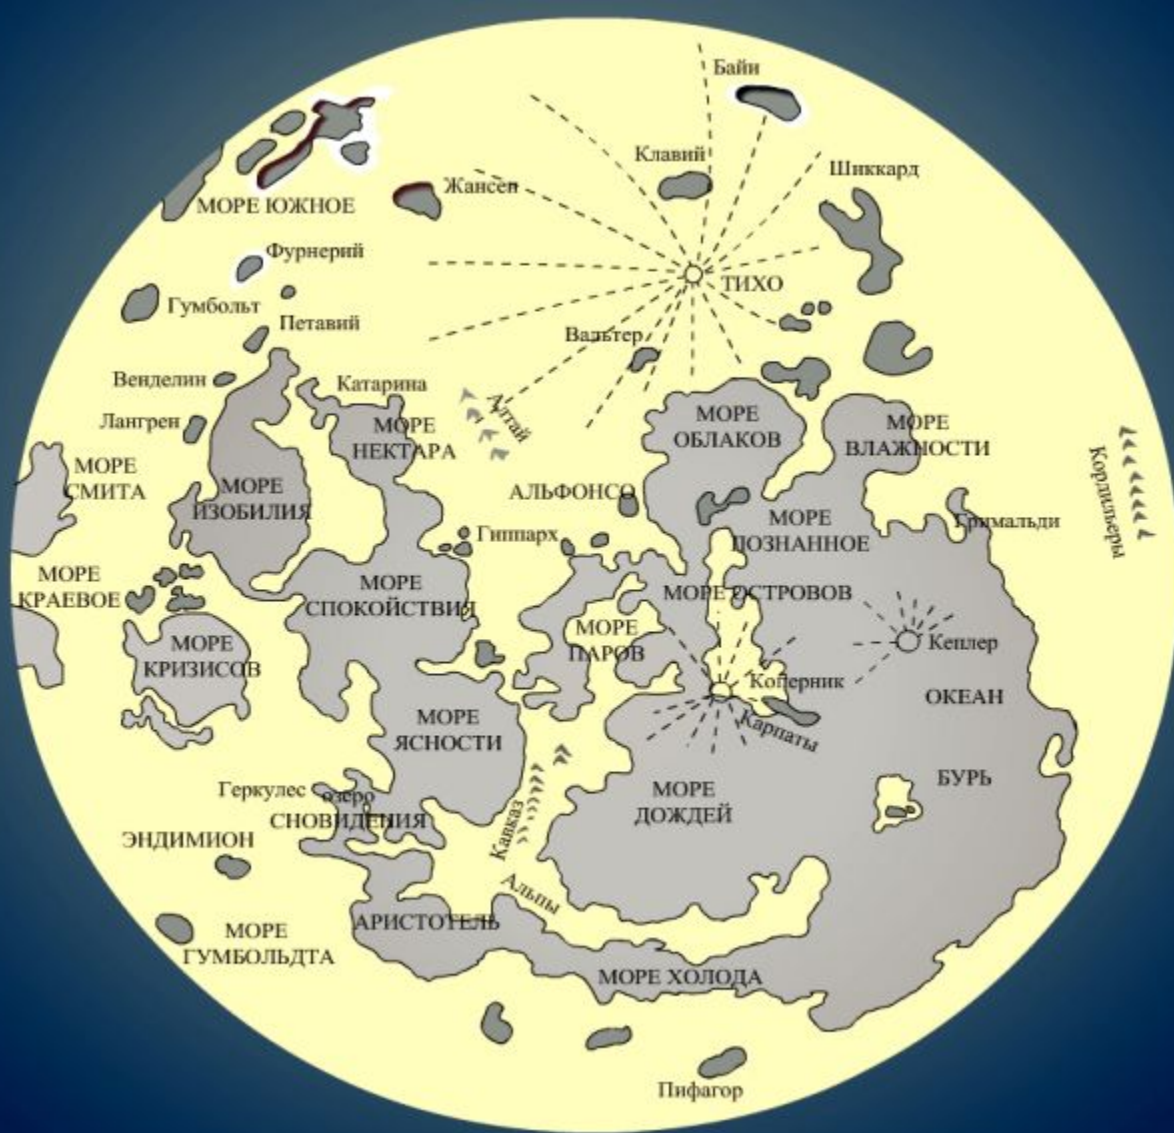 Байи
Клавий
Шиккард
Жансен
МОРЕ ЮЖНОЕ
Фурнерий
ТИХО
Гумбольт
Петавий
Вальтер
Венделин
Катарина
Лангрен
Алтай
МОРЕ
НЕКТАРА
МОРЕ
ОБЛАКОВ
МОРЕ
ВЛАЖНОСТИ
МОРЕ
СМИТА
МОРЕ
ИЗОБИЛИЯ
АЛЬФОНСО
Кордильеры
МОРЕ
ПОЗНАННОЕ
Гримальди
Гиппарх
МОРЕ
КРАЕВОЕ
МОРЕ
СПОКОЙСТВИЯ
МОРЕ ОСТРОВОВ
МОРЕ
КРИЗИСОВ
МОРЕ
ПАРОВ
Кеплер
Коперник
ОКЕАН
БУРЬ
Карпаты
МОРЕ
ЯСНОСТИ
МОРЕ
ДОЖДЕЙ
Геркулес
озеро
СНОВИДЕНИЯ
Кавказ
ЭНДИМИОН
Альпы
АРИСТОТЕЛЬ
МОРЕ
ГУМБОЛЬДТА
МОРЕ ХОЛОДА
Пифагор